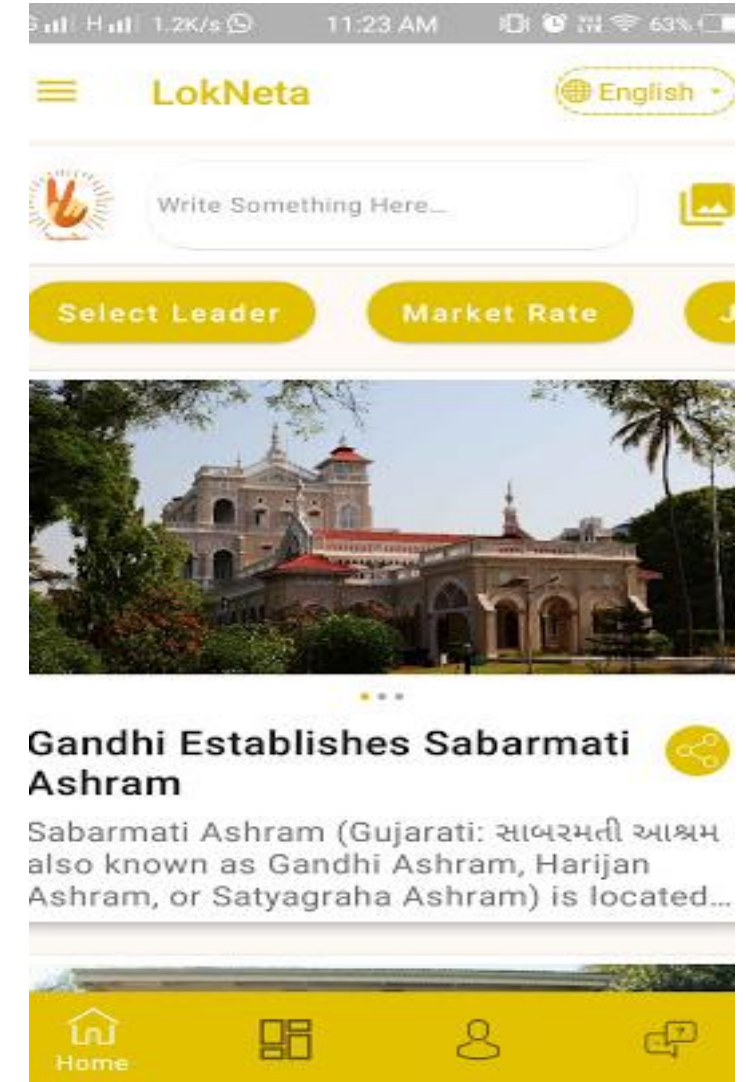 H 1.2K/s 11:23 AM 63%
LokNeta
English
Write Something Here...
Select Leader Market Rate J
Gandhi Establishes Sabarmati
Ashram
Sabarmati Ashram (Gujarati: સાબરમતી આશ્રમ
also known as Gandhi Ashram, Harijan
Ashram, or Satyagraha Ashram) is located...
Home